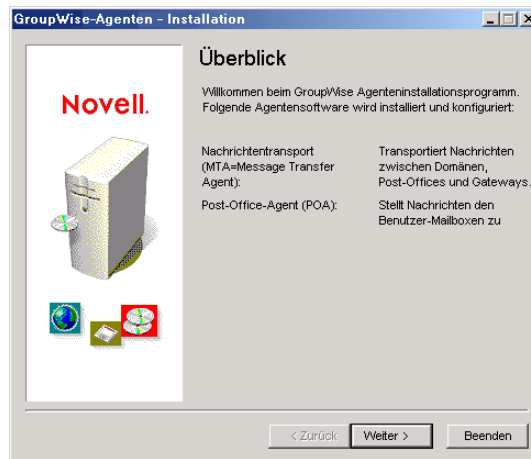 GroupWise-Agenten - Installation
Novell.
Überblick
Willkommen beim GroupWise Agenteninstallationsprogramm.
Folgende Agentensoftware wird installiert und konfiguriert:
Nachrichtentransport
(MTA=Message Transfer
Agent):
Transportiert Nachrichten
zwischen Domänen,
Post-Offices und Gateways.
Post-Office-Agent (POA):
Stellt Nachrichten den
Benutzer-Mailboxen zu
< Zurück
Weiter >
Beenden